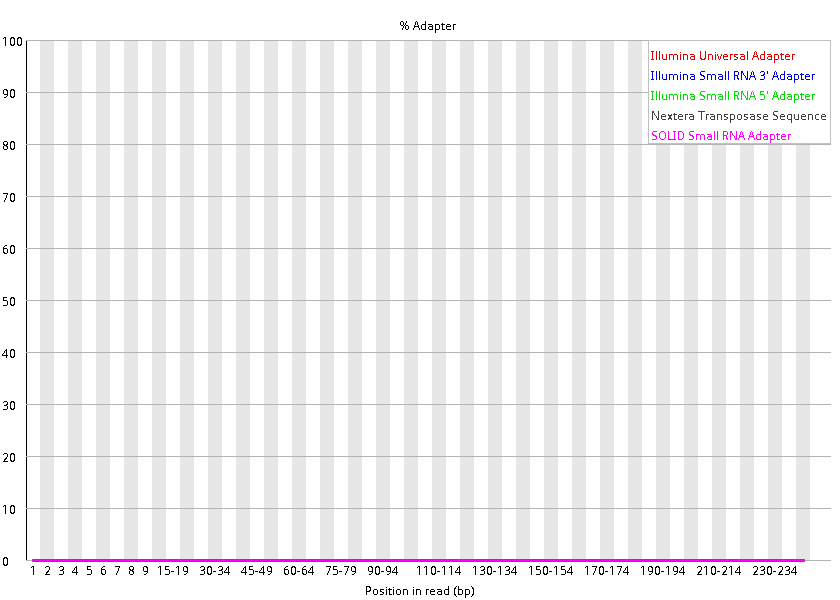 % Adapter
100
90
80
70
60
50
40
30
20
10
0
Illumina Universal Adapter
Illumina Small RNA 3' Adapter
Illumina Small RNA 5' Adapter
Nextera Transposase Sequence
SOLID Small RNA Adapter
1 2 3 4 5 6 7 8 9 15-19 30-34 45-49 60-64 75-79 90-94 110-114 130-134 150-154 170-174 190-194 210-214 230-234
Position in read (bp)